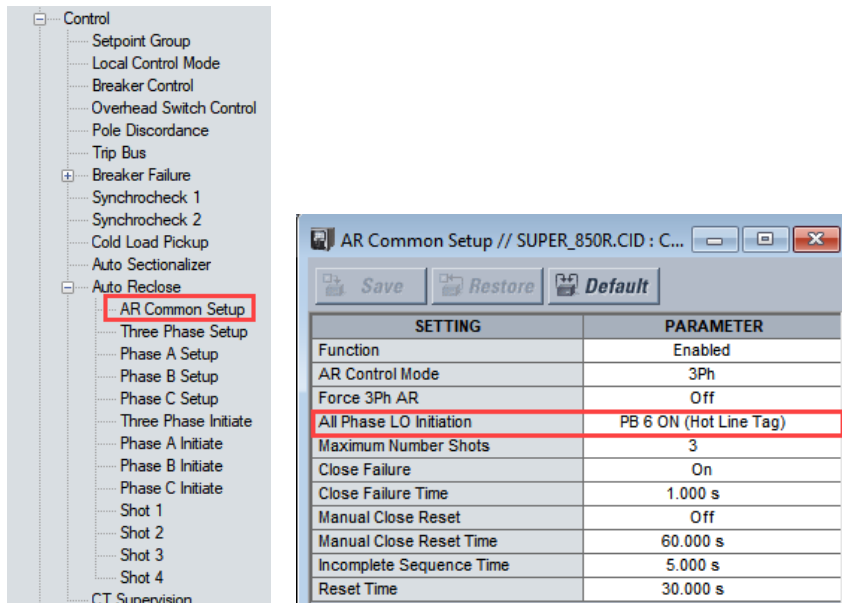 Control
Setpoint Group
Local Control Mode
Breaker Control
Overhead Switch Control
Pole Discordance
Trip Bus
Breaker Failure
Synchrocheck 1
Synchrocheck 2
Cold Load Pickup
Auto Sectionalizer
Auto Reclose
AR Common Setup
Three Phase Setup
Phase A Setup
Phase B Setup
Phase C Setup
Three Phase Initiate
Phase A Initiate
Phase B Initiate
Phase C Initiate
Shot 1
Shot 2
Shot 3
Shot 4
CT Supervision
AR Common Setup // SUPER_850R.CID : C...
Save Restore Default
SETTING PARAMETER
Function Enabled
AR Control Mode 3Ph
Force 3Ph AR Off
All Phase LO Initiation PB 6 ON (Hot Line Tag)
Maximum Number Shots 3
Close Failure On
Close Failure Time 1.000 s
Manual Close Reset Off
Manual Close Reset Time 60.000 s
Incomplete Sequence Time 5.000 s
Reset Time 30.000 s